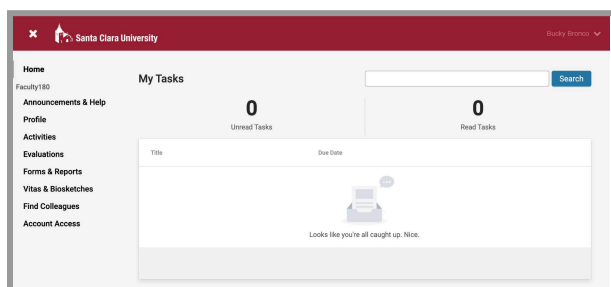 Santa Clara University
Bucky Bronco
Home
Faculty180
Announcements & Help
Profile
Activities
Evaluations
Forms & Reports
Vitas & Biosketches
Find Colleagues
Account Access
My Tasks
Search
0
Unread Tasks
0
Read Tasks
Title
Due Date
Looks like you're all caught up. Nice.